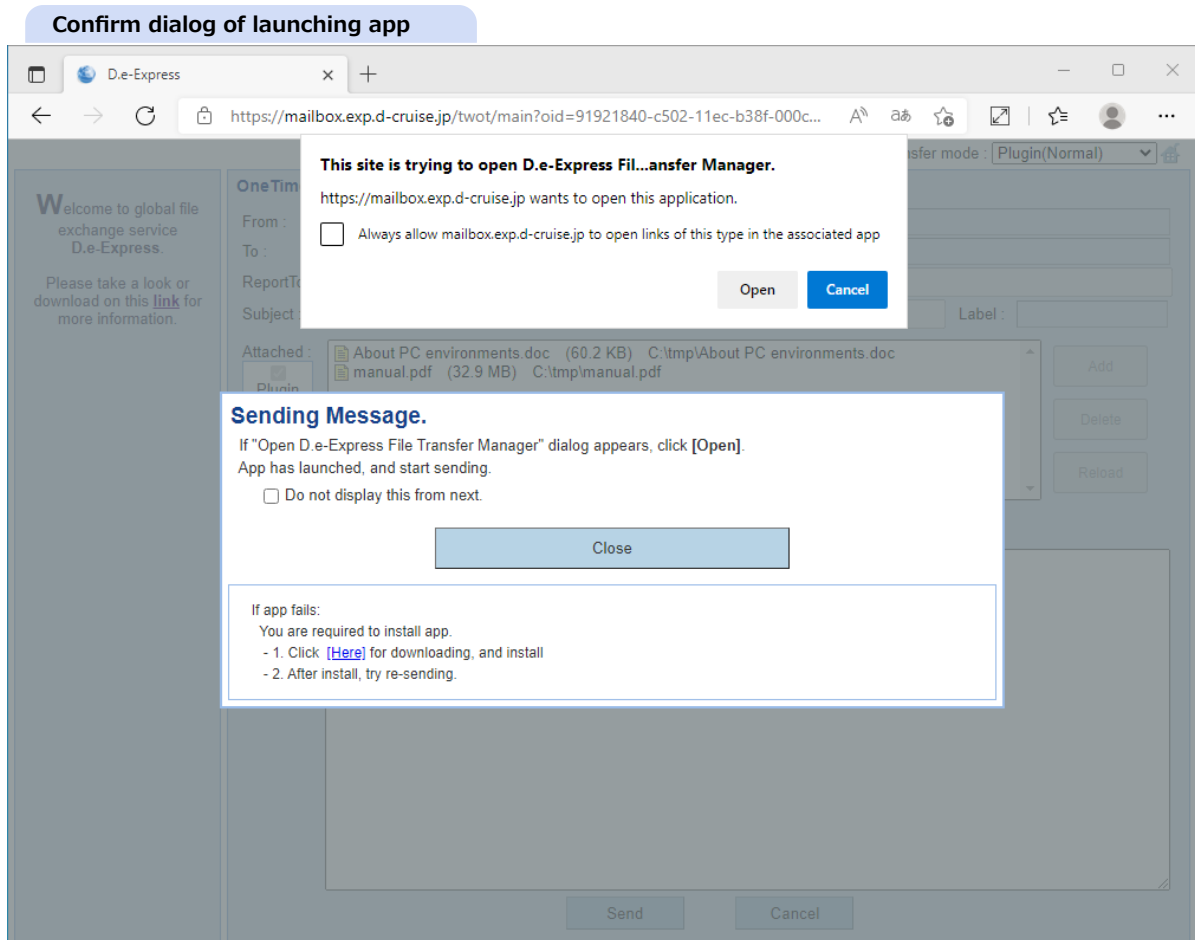 Confirm dialog of launching app
D.e-Express
https://mailbox.exp.d-cruise.jp/twot/main?oid=91921840-c502-11ec-b38f-000c...
This site is trying to open D.e-Express Fil...ansfer Manager.
https://mailbox.exp.d-cruise.jp wants to open this application.
Always allow mailbox.exp.d-cruise.jp to open links of this type in the associated app
Open Cancel
nsfer mode : Plugin(Normal)
Welcome to global file
exchange service
D.e-Express.
Please take a look or
download on this link for
more information.
OneTim
From :
To :
ReportTo
Subject : Label :
Attached :
Plugin
About PC environments.doc (60.2 KB) C:\tmp\About PC environments.doc
manual.pdf (32.9 MB) C:\tmp\manual.pdf
Add
Delete
Reload
Sending Message.
If "Open D.e-Express File Transfer Manager" dialog appears, click [Open].
App has launched, and start sending.
Do not display this from next.
Close
If app fails:
You are required to install app.
- 1. Click [Here] for downloading, and install
- 2. After install, try re-sending.
Send Cancel